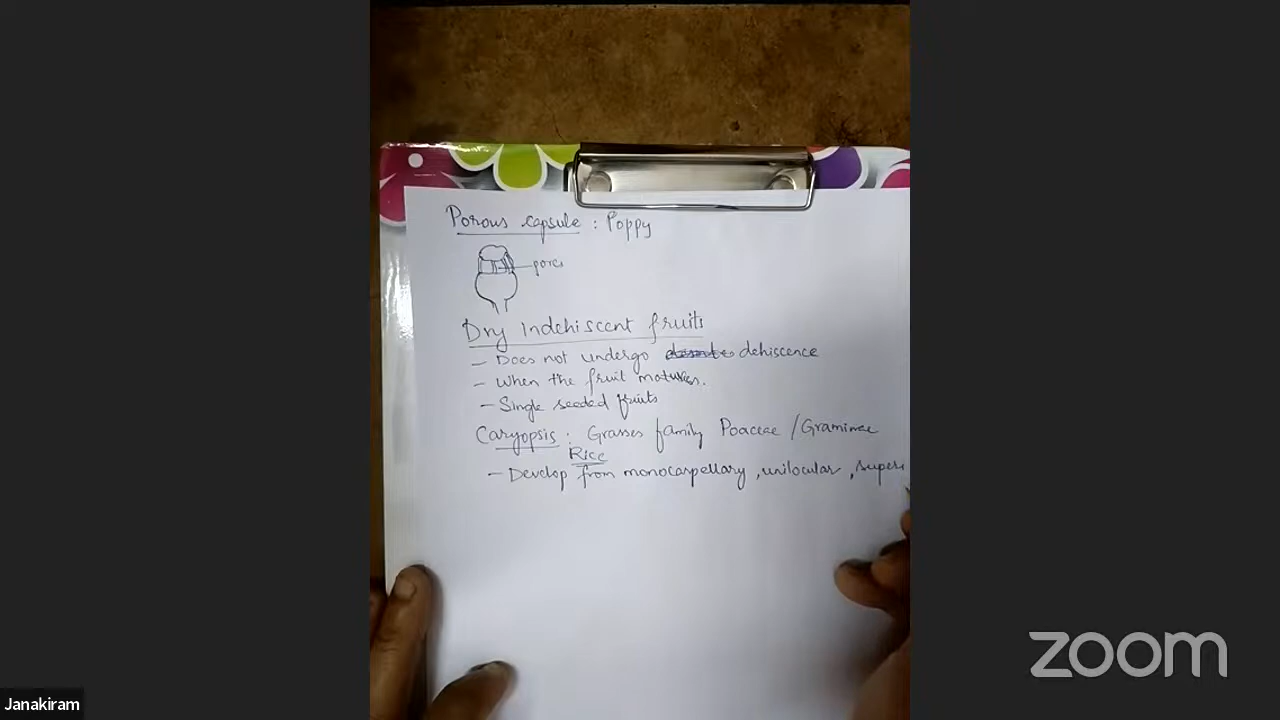 Porous capsule : Poppy
pores
Dry Indehiscent fruits
- Does not undergo dehiscence
- When the fruit matures.
- Single seeded fruits
Caryopsis : Grasses family Poaceae / Gramineae
Rice
- Develop from monocarpellary, unilocular, superi
zoom
Janakiram